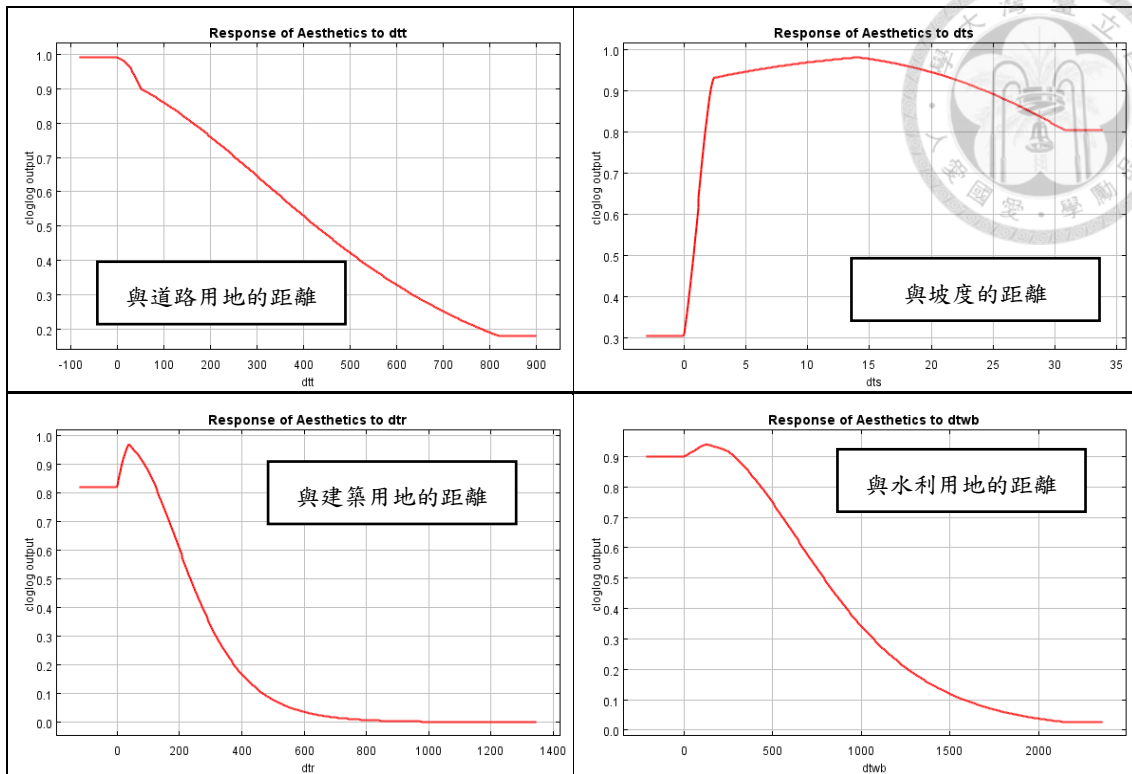 Response of Aesthetics to dtt
1.0
0.9
0.8
0.7
0.6
0.5
0.4
0.3
0.2
cloglog output
與道路用地的距離
-100 0 100 200 300 400 500 600 700 800 900
dtt
Response of Aesthetics to dts
1.0
0.9
0.8
0.7
0.6
0.5
0.4
0.3
cloglog output
與坡度的距離
0 5 10 15 20 25 30 35
dts
Response of Aesthetics to dtr
1.0
0.9
0.8
0.7
0.6
0.5
0.4
0.3
0.2
0.1
0.0
cloglog output
與建築用地的距離
0 200 400 600 800 1000 1200 1400
dtr
Response of Aesthetics to dtwb
0.9
0.8
0.7
0.6
0.5
0.4
0.3
0.2
0.1
0.0
cloglog output
與水利用地的距離
0 500 1000 1500 2000
dtwb